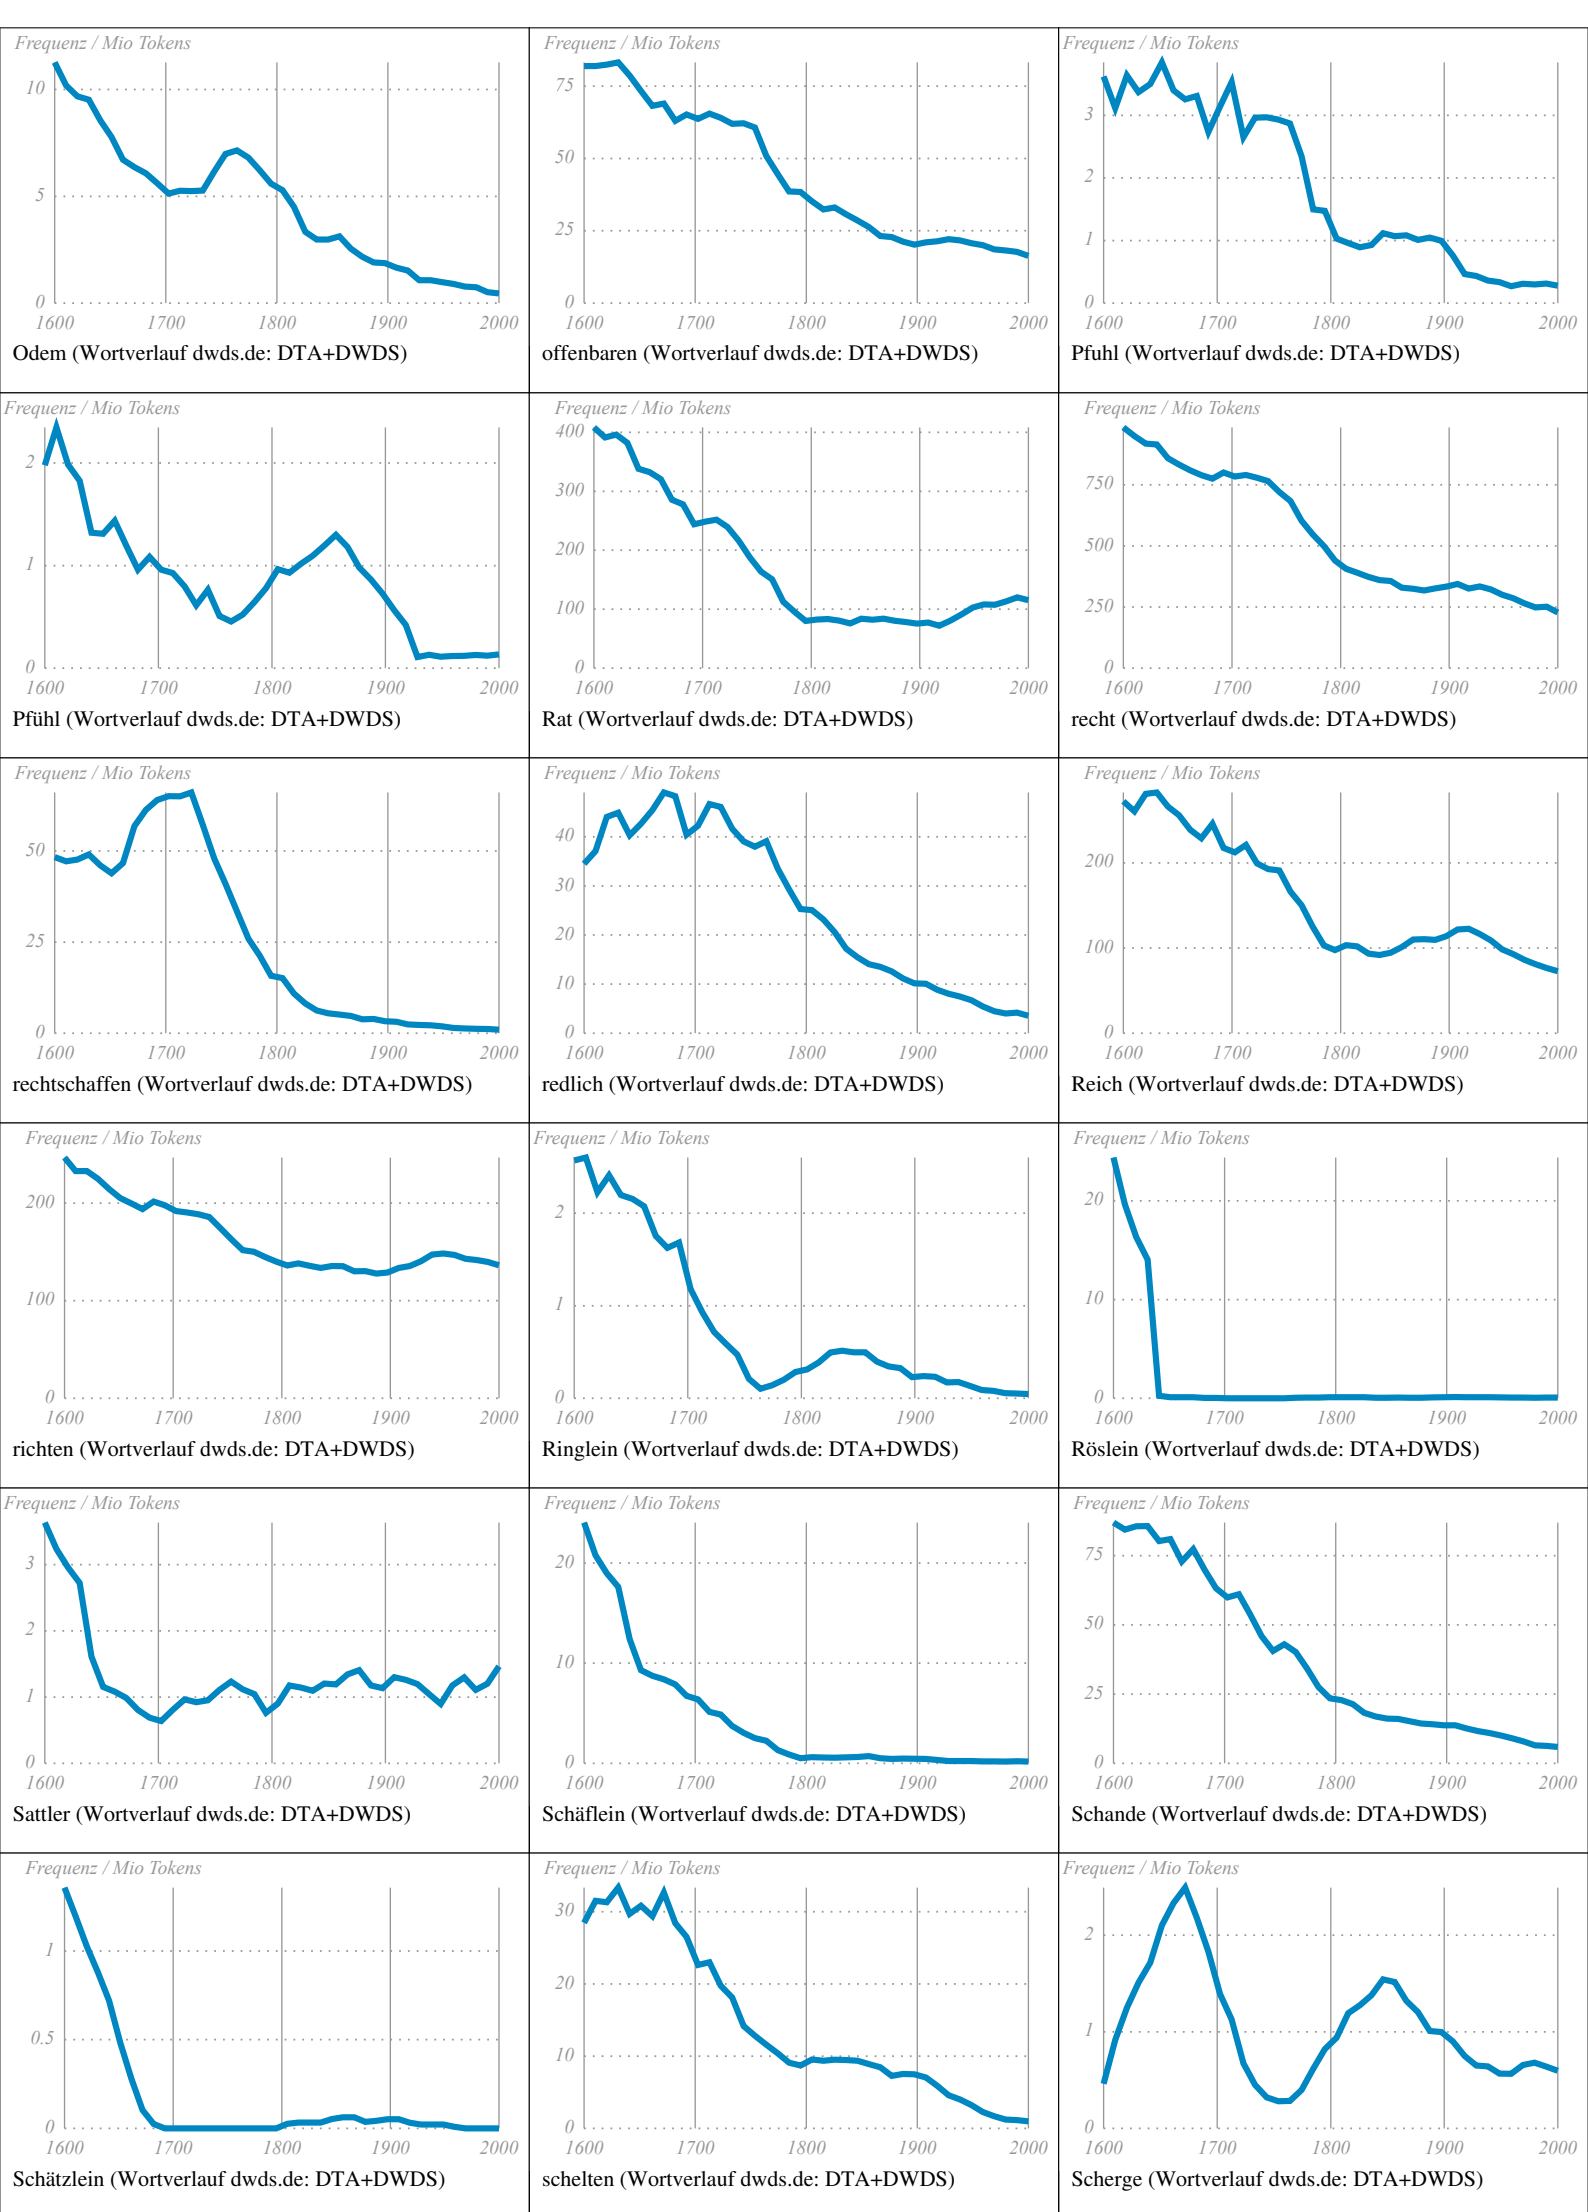 Frequenz / Mio Tokens
10
5
0
1600 1700 1800 1900 2000
Odem (Wortverlauf dwds.de: DTA+DWDS)
Frequenz / Mio Tokens
75
50
25
0
1600 1700 1800 1900 2000
offenbaren (Wortverlauf dwds.de: DTA+DWDS)
Frequenz / Mio Tokens
3
2
1
0
1600 1700 1800 1900 2000
Pfuhl (Wortverlauf dwds.de: DTA+DWDS)
Frequenz / Mio Tokens
2
1
0
1600 1700 1800 1900 2000
Pfühl (Wortverlauf dwds.de: DTA+DWDS)
Frequenz / Mio Tokens
400
300
200
100
0
1600 1700 1800 1900 2000
Rat (Wortverlauf dwds.de: DTA+DWDS)
Frequenz / Mio Tokens
750
500
250
0
1600 1700 1800 1900 2000
recht (Wortverlauf dwds.de: DTA+DWDS)
Frequenz / Mio Tokens
50
25
0
1600 1700 1800 1900 2000
rechtschaffen (Wortverlauf dwds.de: DTA+DWDS)
Frequenz / Mio Tokens
40
30
20
10
0
1600 1700 1800 1900 2000
redlich (Wortverlauf dwds.de: DTA+DWDS)
Frequenz / Mio Tokens
200
100
0
1600 1700 1800 1900 2000
Reich (Wortverlauf dwds.de: DTA+DWDS)
Frequenz / Mio Tokens
200
100
0
1600 1700 1800 1900 2000
richten (Wortverlauf dwds.de: DTA+DWDS)
Frequenz / Mio Tokens
2
1
0
1600 1700 1800 1900 2000
Ringlein (Wortverlauf dwds.de: DTA+DWDS)
Frequenz / Mio Tokens
20
10
0
1600 1700 1800 1900 2000
Röslein (Wortverlauf dwds.de: DTA+DWDS)
Frequenz / Mio Tokens
3
2
1
0
1600 1700 1800 1900 2000
Sattler (Wortverlauf dwds.de: DTA+DWDS)
Frequenz / Mio Tokens
20
10
0
1600 1700 1800 1900 2000
Schäflein (Wortverlauf dwds.de: DTA+DWDS)
Frequenz / Mio Tokens
75
50
25
0
1600 1700 1800 1900 2000
Schande (Wortverlauf dwds.de: DTA+DWDS)
Frequenz / Mio Tokens
1
0.5
0
1600 1700 1800 1900 2000
Schätzlein (Wortverlauf dwds.de: DTA+DWDS)
Frequenz / Mio Tokens
30
20
10
0
1600 1700 1800 1900 2000
schelten (Wortverlauf dwds.de: DTA+DWDS)
Frequenz / Mio Tokens
2
1
0
1600 1700 1800 1900 2000
Scherge (Wortverlauf dwds.de: DTA+DWDS)